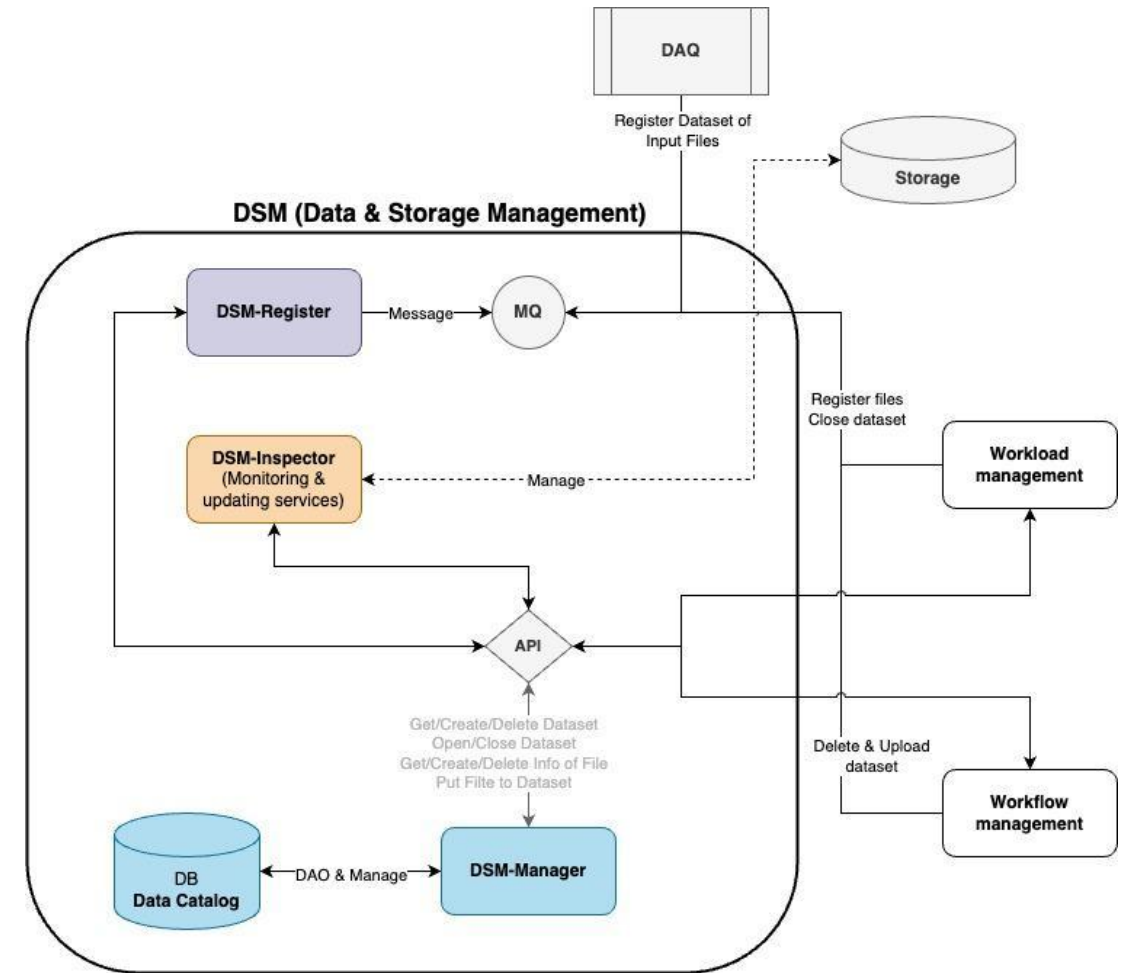 DAQ
Register Dataset of
Input Files
Storage
DSM (Data & Storage Management)
DSM-Register
Message
MQ
Register files
Close dataset
DSM-Inspector
(Monitoring &
updating services)
Manage
Workload
management
API
Get/Create/Delete Dataset
Open/Close Dataset
Get/Create/Delete Info of File
Put Filte to Dataset
Delete & Upload
dataset
Workflow
management
DB
Data Catalog
DAO & Manage
DSM-Manager